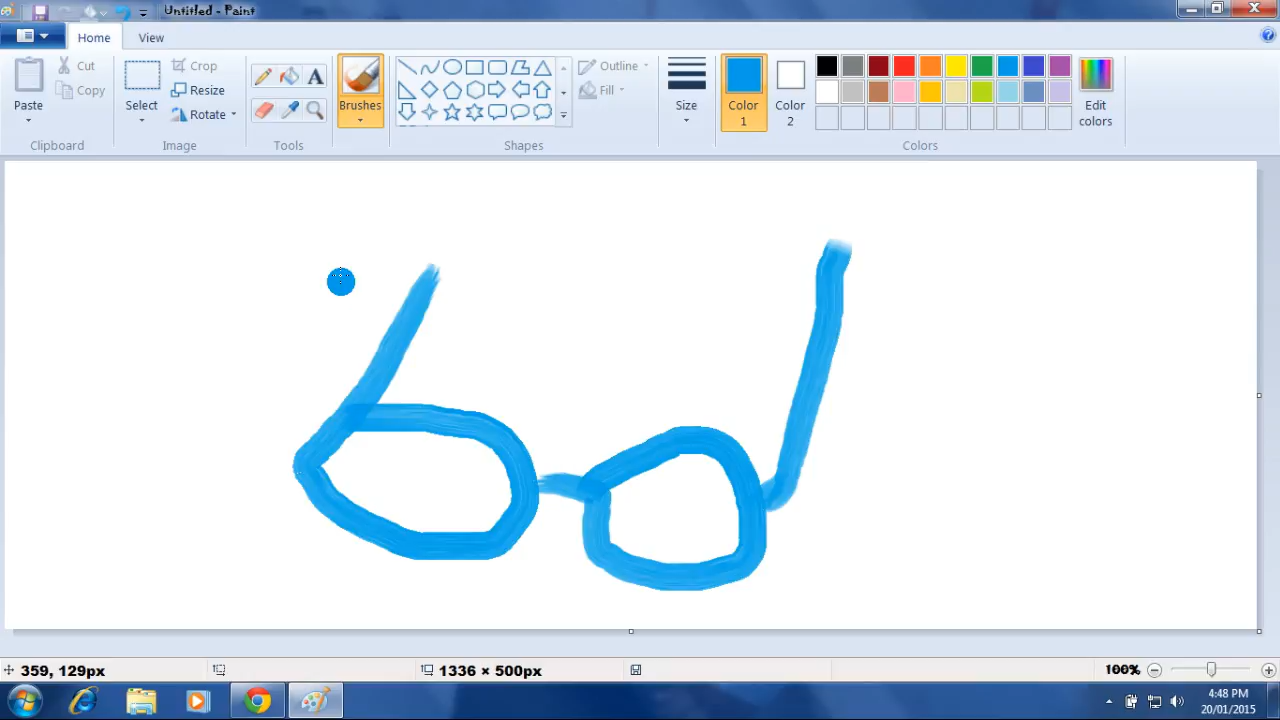 Untitled - Paint
Home View
Paste Cut Copy
Clipboard
Select Crop Resize Rotate
Image
A
Tools
Brushes
Outline Fill
Shapes
Size
Color 1 Color 2
Edit colors
Colors
359, 129px 1336 × 500px 100%
4:48 PM
20/01/2015